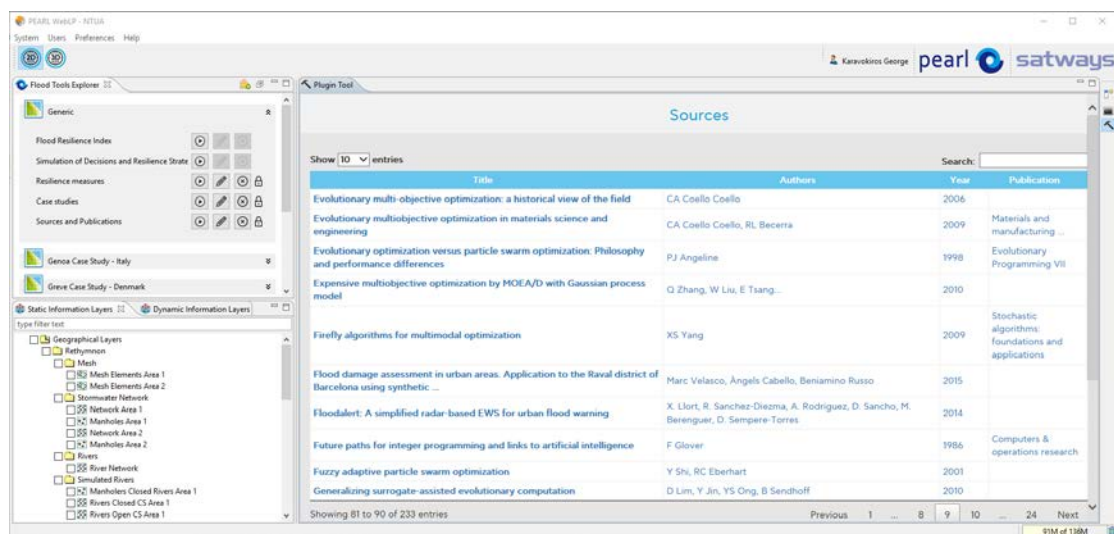 PEARL WebLP - NTUA
System Users Preferences Help
2D 3D
Karavokiros George
pearl
satways
Flood Tools Explorer
Generic
Flood Resilience Index
Simulation of Decisions and Resilience Strate
Resilience measures
Case studies
Sources and Publications
Genoa Case Study - Italy
Greve Case Study - Denmark
Static Information Layers
Dynamic Information Layers
type filter text
Geographical Layers
Rethymnon
Mesh
Mesh Elements Area 1
Mesh Elements Area 2
Stormwater Network
Network Area 1
Manholes Area 1
Network Area 2
Manholes Area 2
Rivers
River Network
Simulated Rivers
Manholers Closed Rivers Area 1
Rivers Closed CS Area 1
Rivers Open CS Area 1
Plugin Tool
Sources
Show 10 entries
Search:
Title Authors Year Publication
Evolutionary multi-objective optimization: a historical view of the field CA Coello Coello 2006
Evolutionary multiobjective optimization in materials science and
engineering
CA Coello Coello, RL Becerra
2009
Materials and
manufacturing ...
Evolutionary optimization versus particle swarm optimization: Philosophy
and performance differences
PJ Angeline
1998
Evolutionary
Programming VII
Expensive multiobjective optimization by MOEA/D with Gaussian process
model
Q Zhang, W Liu, E Tsang...
2010
Firefly algorithms for multimodal optimization
XS Yang
2009
Stochastic
algorithms:
foundations and
applications
Flood damage assessment in urban areas. Application to the Raval district of
Barcelona using synthetic ...
Marc Velasco, Àngels Cabello, Beniamino Russo
2015
Floodalert: A simplified radar-based EWS for urban flood warning
X. Llort, R. Sanchez-Diezma, A. Rodriguez, D. Sancho, M.
Berenguer, D. Sempere-Torres
2014
Future paths for integer programming and links to artificial intelligence
F Glover
1986
Computers &
operations research
Fuzzy adaptive particle swarm optimization Y Shi, RC Eberhart 2001
Generalizing surrogate-assisted evolutionary computation D Lim, Y Jin, YS Ong, B Sendhoff 2010
Showing 81 to 90 of 233 entries
Previous 1 ... 8 9 10 ... 24 Next
91M of 136M